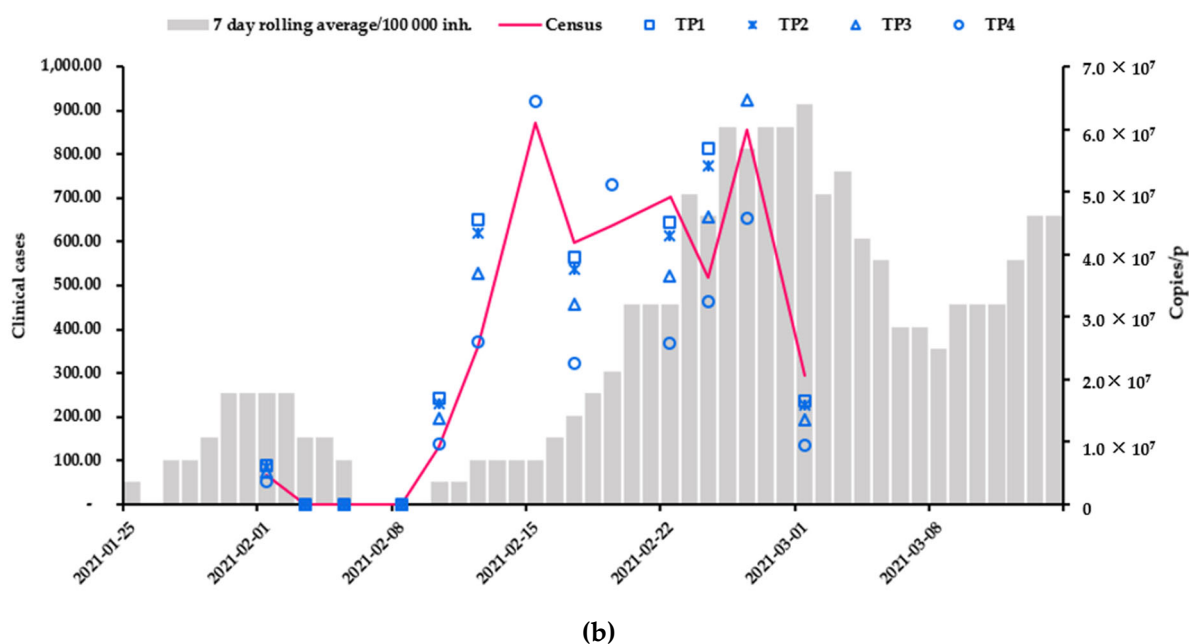 7 day rolling average/100 000 inh. Census TP1 TP2 TP3 TP4
1,000.00
900.00
800.00
700.00
600.00
500.00
400.00
300.00
200.00
100.00
-
Clinical cases
7.0 × 10⁷
6.0 × 10⁷
5.0 × 10⁷
4.0 × 10⁷
3.0 × 10⁷
2.0 × 10⁷
1.0 × 10⁷
0
Copies/p
2021-01-25
2021-02-01
2021-02-08
2021-02-15
2021-02-22
2021-03-01
2021-03-08
(b)